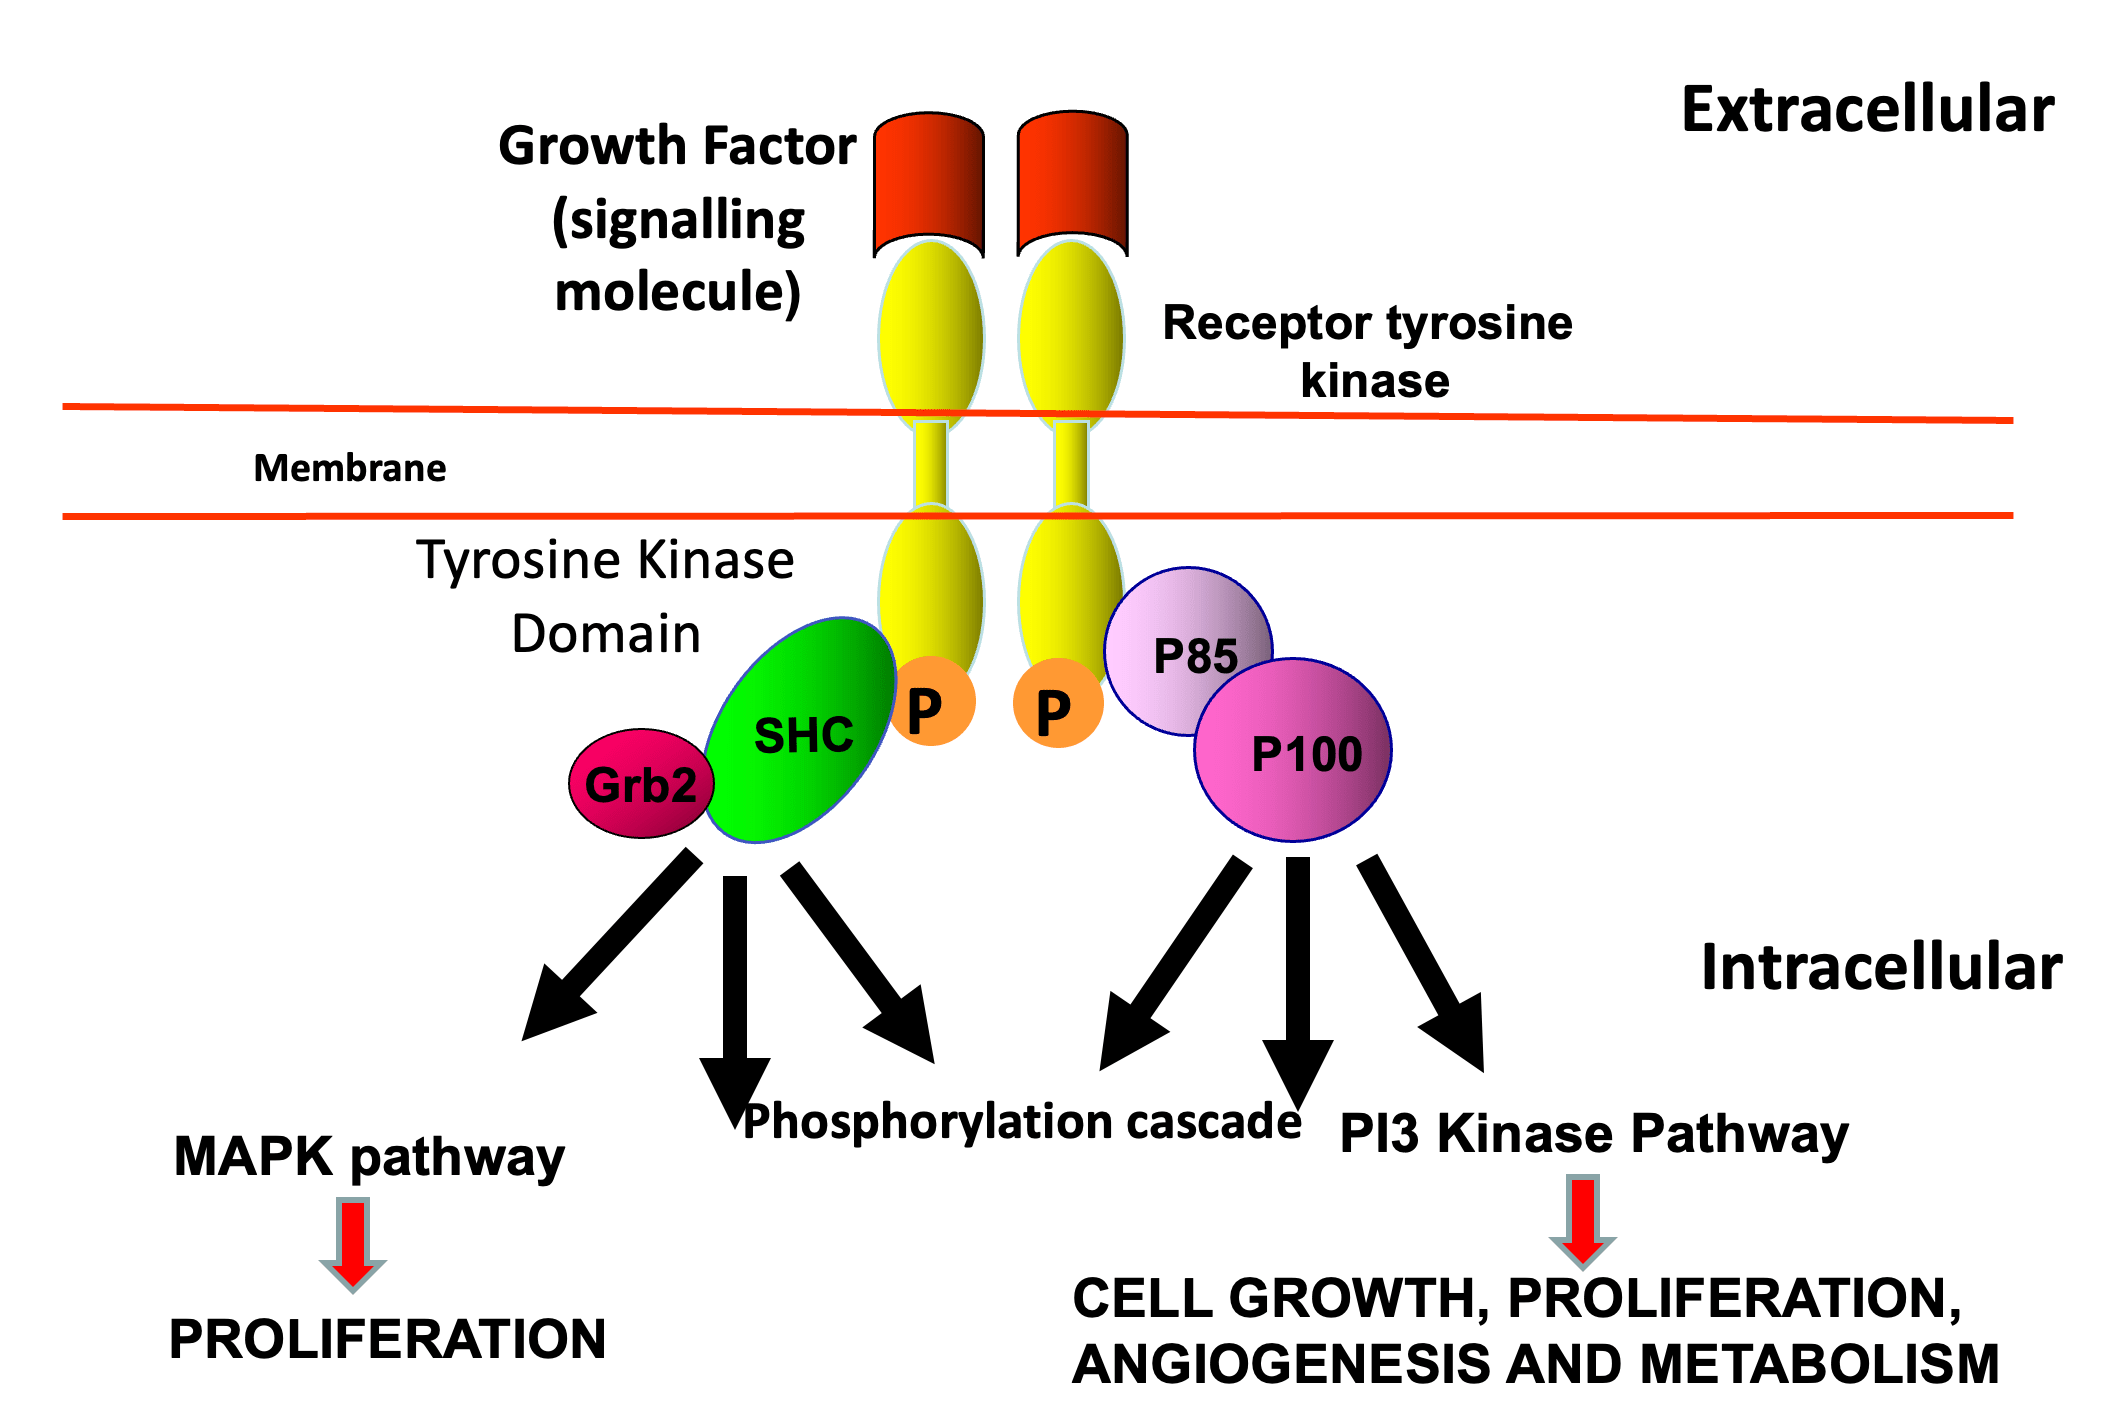 Extracellular
Growth Factor
(signalling
molecule)
Receptor tyrosine
kinase
Membrane
Tyrosine Kinase
Domain
P85
P
P
SHC
P100
Grb2
Intracellular
Phosphorylation cascade
PI3 Kinase Pathway
MAPK pathway
CELL GROWTH, PROLIFERATION,
ANGIOGENESIS AND METABOLISM
PROLIFERATION